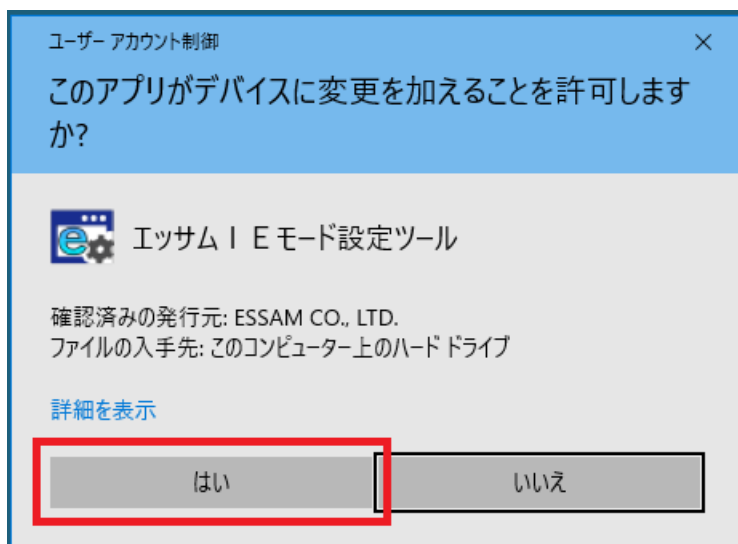 ユーザー アカウント制御
このアプリがデバイスに変更を加えることを許可します
か?
エッサムＩＥモード設定ツール
確認済みの発行元: ESSAM CO., LTD.
ファイルの入手先: このコンピューター上のハード ドライブ
詳細を表示
はい
いいえ